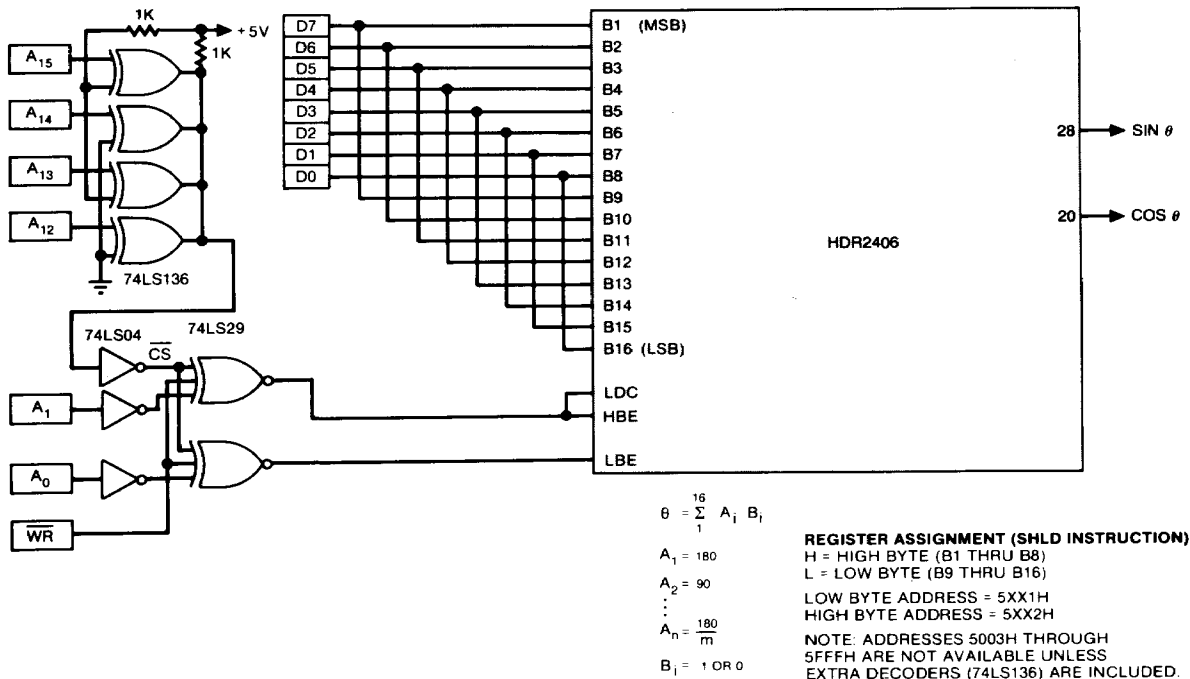 1K
+5V
1K
A15
A14
A13
A12
74LS136
74LS04
74LS29
CS
A1
A0
WR
D7
D6
D5
D4
D3
D2
D1
D0
B1 (MSB)
B2
B3
B4
B5
B6
B7
B8
B9
B10
B11
B12
B13
B14
B15
B16 (LSB)
LDC
HBE
LBE
HDR2406
28
SIN θ
20
COS θ
θ = 16 Σ 1 Ai Bi
A1 = 180
A2 = 90
⋮
An = 180/m
Bi = 1 OR 0
REGISTER ASSIGNMENT (SHLD INSTRUCTION)
H = HIGH BYTE (B1 THRU B8)
L = LOW BYTE (B9 THRU B16)
LOW BYTE ADDRESS = 5XX1H
HIGH BYTE ADDRESS = 5XX2H
NOTE: ADDRESSES 5003H THROUGH
5FFFH ARE NOT AVAILABLE UNLESS
EXTRA DECODERS (74LS136) ARE INCLUDED.